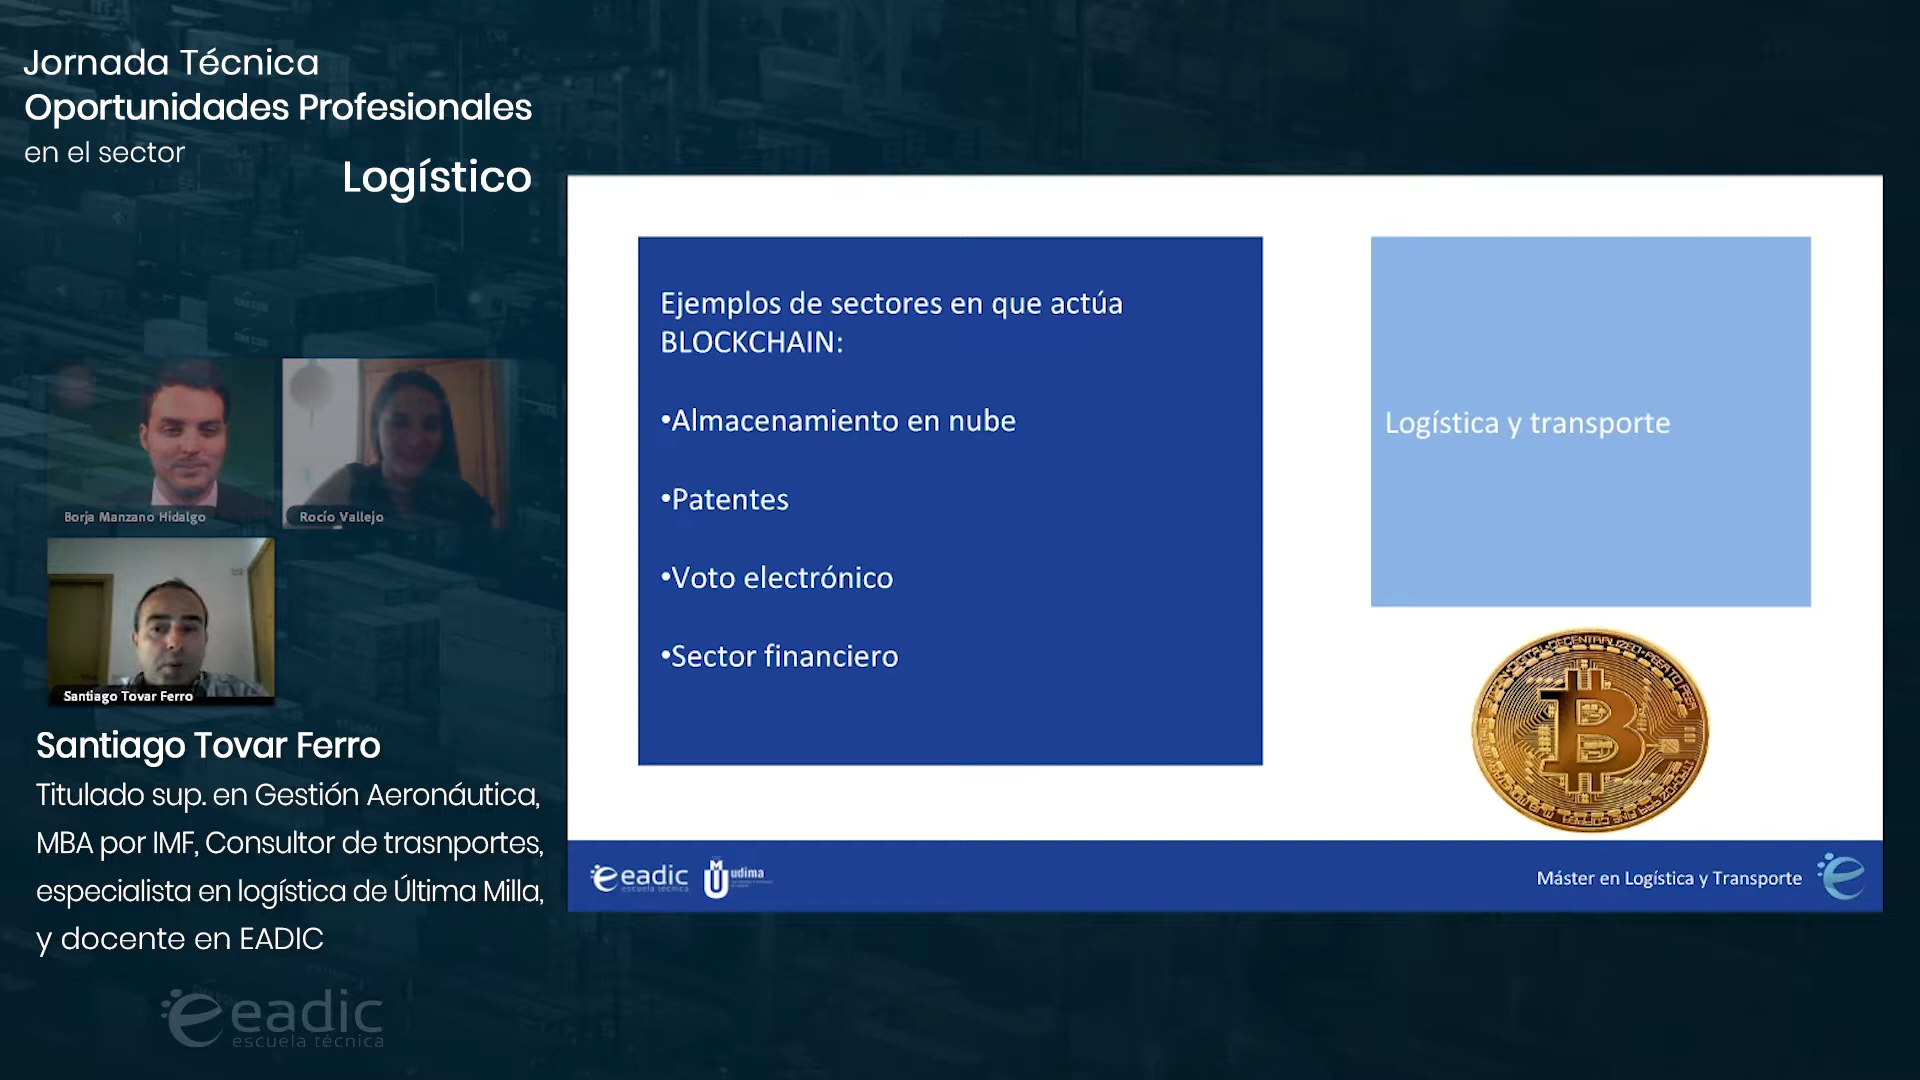 Jornada Técnica
Oportunidades Profesionales
en el sector
Logístico
Borja Manzano Hidalgo
Rocío Vallejo
Santiago Tovar Ferro
Santiago Tovar Ferro
Titulado sup. en Gestión Aeronáutica,
MBA por IMF, Consultor de trasnportes,
especialista en logística de Última Milla,
y docente en EADIC
eadic
escuela técnica
Ejemplos de sectores en que actúa
BLOCKCHAIN:
•Almacenamiento en nube
•Patentes
•Voto electrónico
•Sector financiero
Logística y transporte
eadic
escuela técnica
udima
Máster en Logística y Transporte